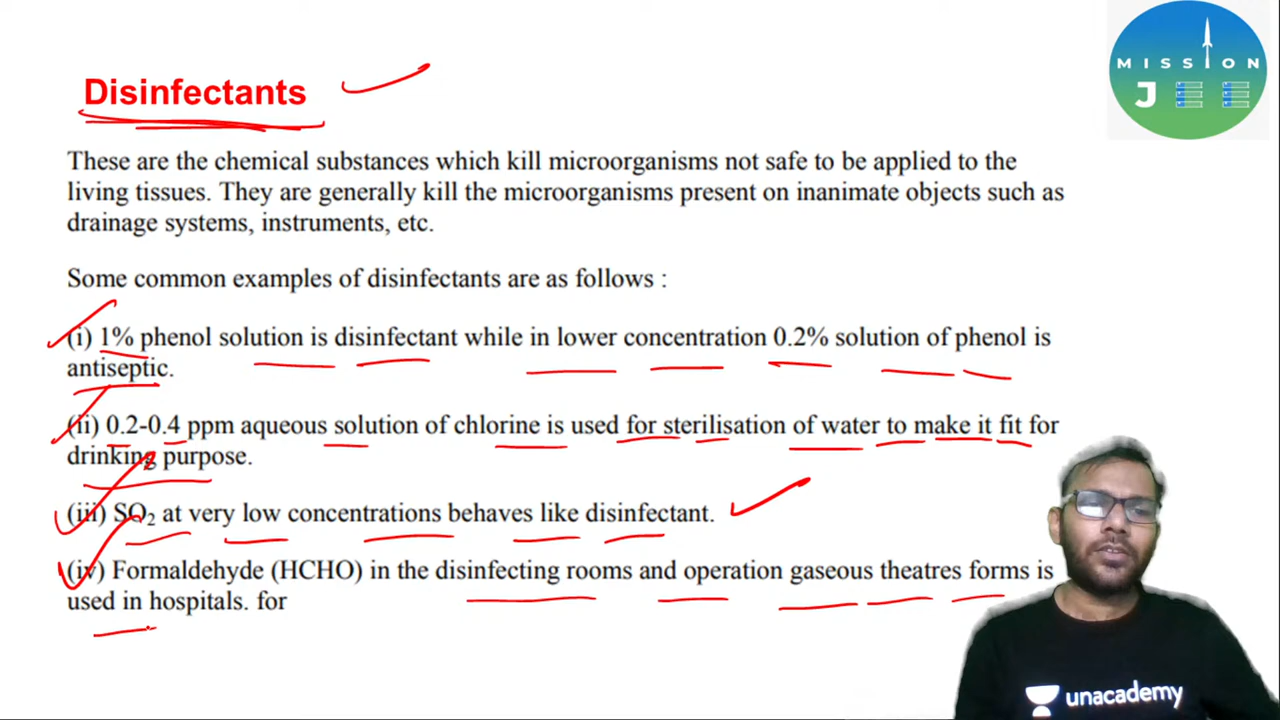 MISSION
JEE
Disinfectants
These are the chemical substances which kill microorganisms not safe to be applied to the
living tissues. They are generally kill the microorganisms present on inanimate objects such as
drainage systems, instruments, etc.
Some common examples of disinfectants are as follows :
(i) 1% phenol solution is disinfectant while in lower concentration 0.2% solution of phenol is
antiseptic.
(ii) 0.2-0.4 ppm aqueous solution of chlorine is used for sterilisation of water to make it fit for
drinking purpose.
(iii) SO₂ at very low concentrations behaves like disinfectant.
(iv) Formaldehyde (HCHO) in the disinfecting rooms and operation gaseous theatres forms is
used in hospitals. for
unacademy